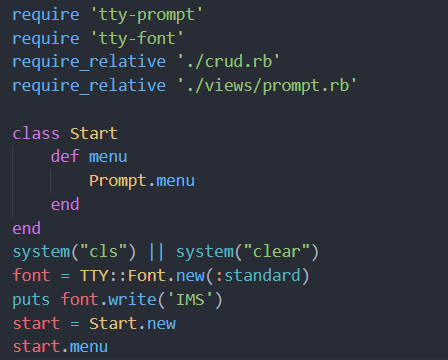 require 'tty-prompt'
require 'tty-font'
require_relative './crud.rb'
require_relative './views/prompt.rb'

class Start
    def menu
        Prompt.menu
    end
end
system("cls") || system("clear")
font = TTY::Font.new(:standard)
puts font.write('IMS')
start = Start.new
start.menu